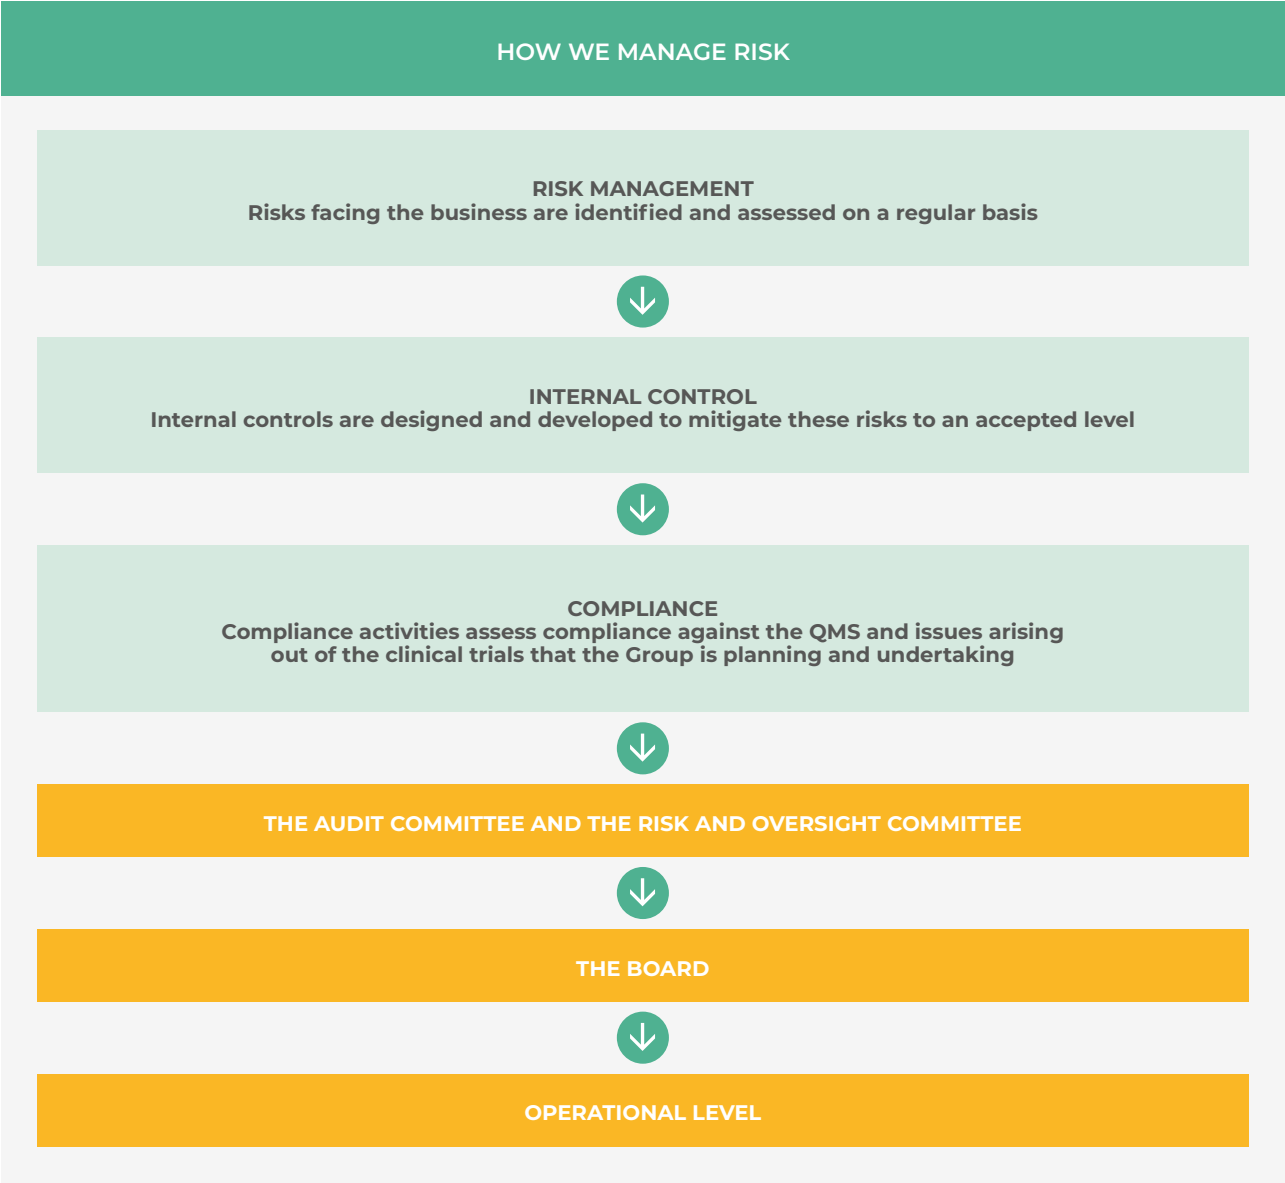 HOW WE MANAGE RISK
RISK MANAGEMENT
Risks facing the business are identified and assessed on a regular basis
INTERNAL CONTROL
Internal controls are designed and developed to mitigate these risks to an accepted level
COMPLIANCE
Compliance activities assess compliance against the QMS and issues arising
out of the clinical trials that the Group is planning and undertaking
THE AUDIT COMMITTEE AND THE RISK AND OVERSIGHT COMMITTEE
THE BOARD
OPERATIONAL LEVEL